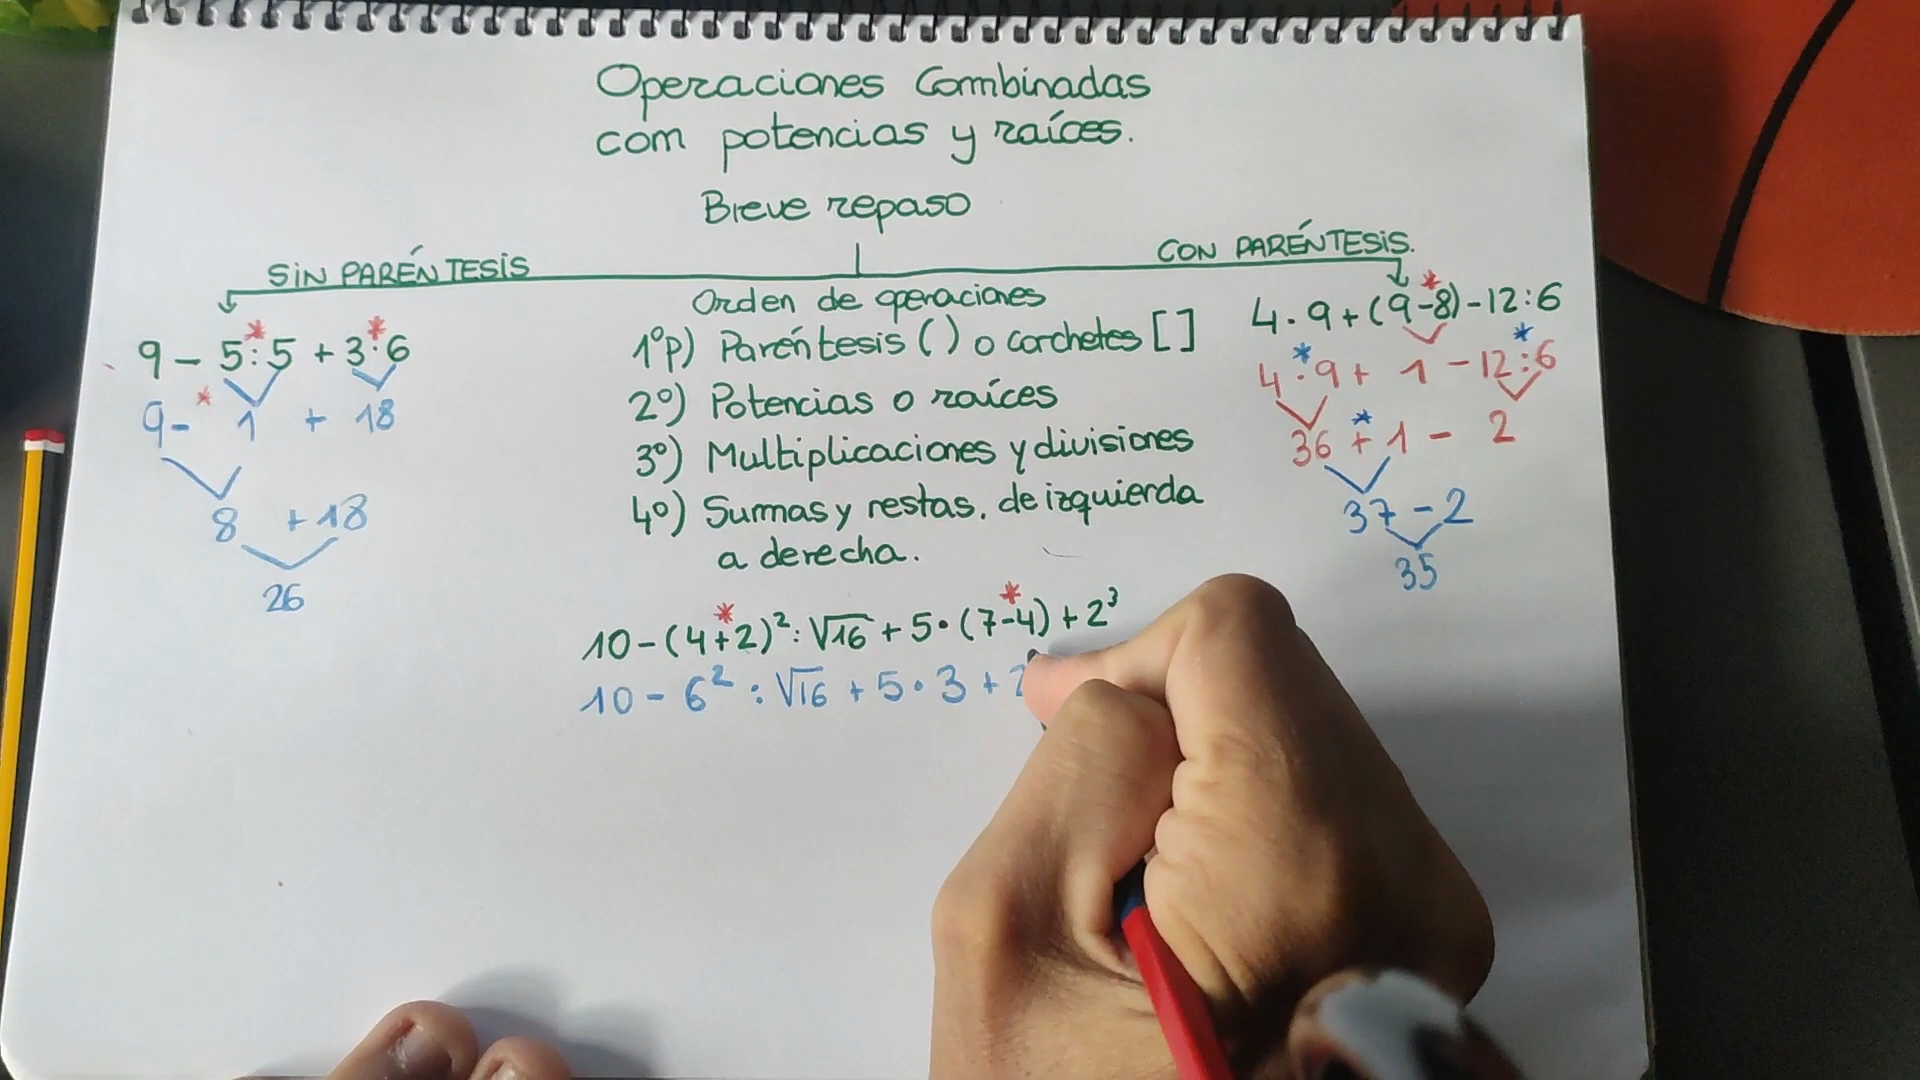 Operaciones Combinadas
com potencias y raíces.
Breve repaso
SIN PARÉNTESIS
CON PARÉNTESIS.
9 - 5:5 + 3·6
9 - 1 + 18
8 + 18
26
Orden de operaciones
1ºp) Paréntesis () o corchetes []
2º) Potencias o raíces
3º) Multiplicaciones y divisiones
4º) Sumas y restas. de izquierda
a derecha.
4·9+(9-8)-12:6
4·9+ 1 -12:6
36 + 1 - 2
37 - 2
35
10-(4+2)²:√16+5·(7-4)+2³
10 - 6² : √16 + 5·3 + 2